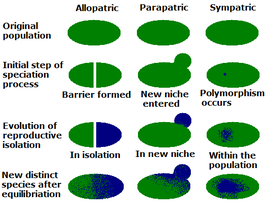 Allopatric Parapatric Sympatric
Original
population
Initial step of
speciation
process
Barrier formed
New niche
entered
Polymorphism
occurs
Evolution of
reproductive
isolation
In isolation
In new niche
Within the
population
New distinct
species after
equilibriation